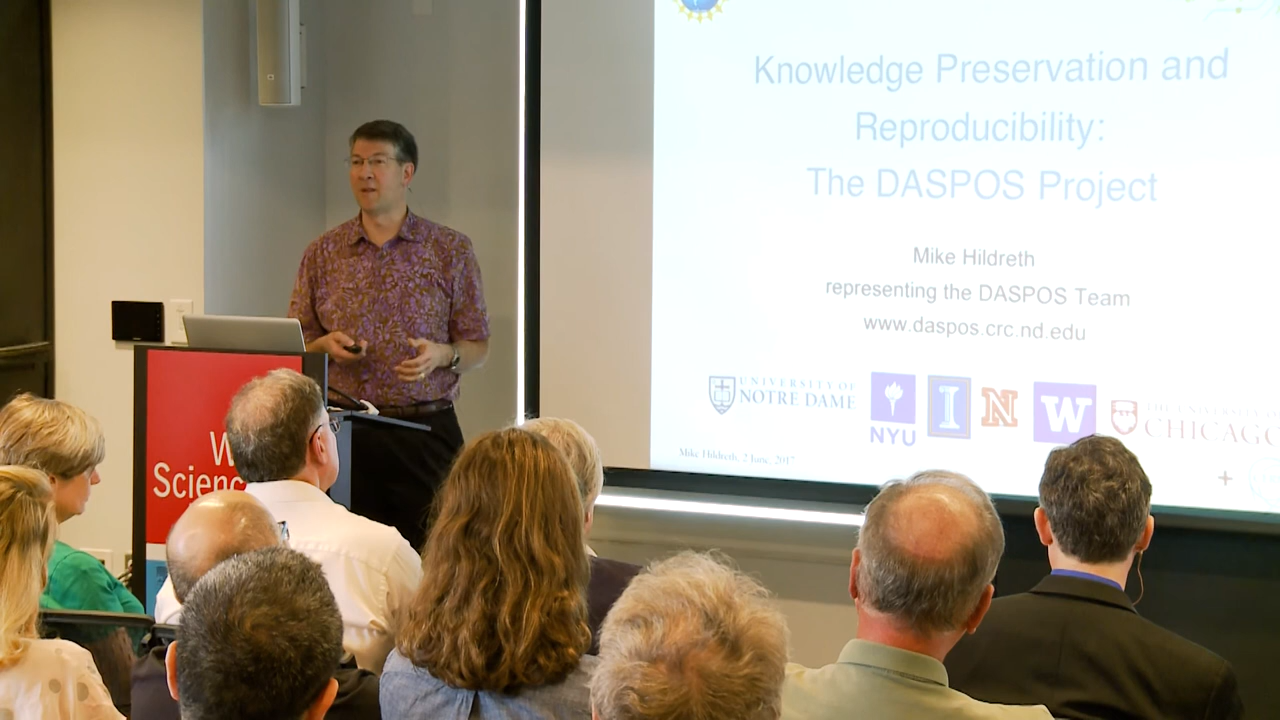 Knowledge Preservation and
Reproducibility:
The DASPOS Project
Mike Hildreth
representing the DASPOS Team
www.daspos.crc.nd.edu
UNIVERSITY OF
NOTRE DAME
NYU
I
N
W
THE UNIVERSITY OF
CHICAGO
Mike Hildreth, 2 June, 2017
+
W
Scienc